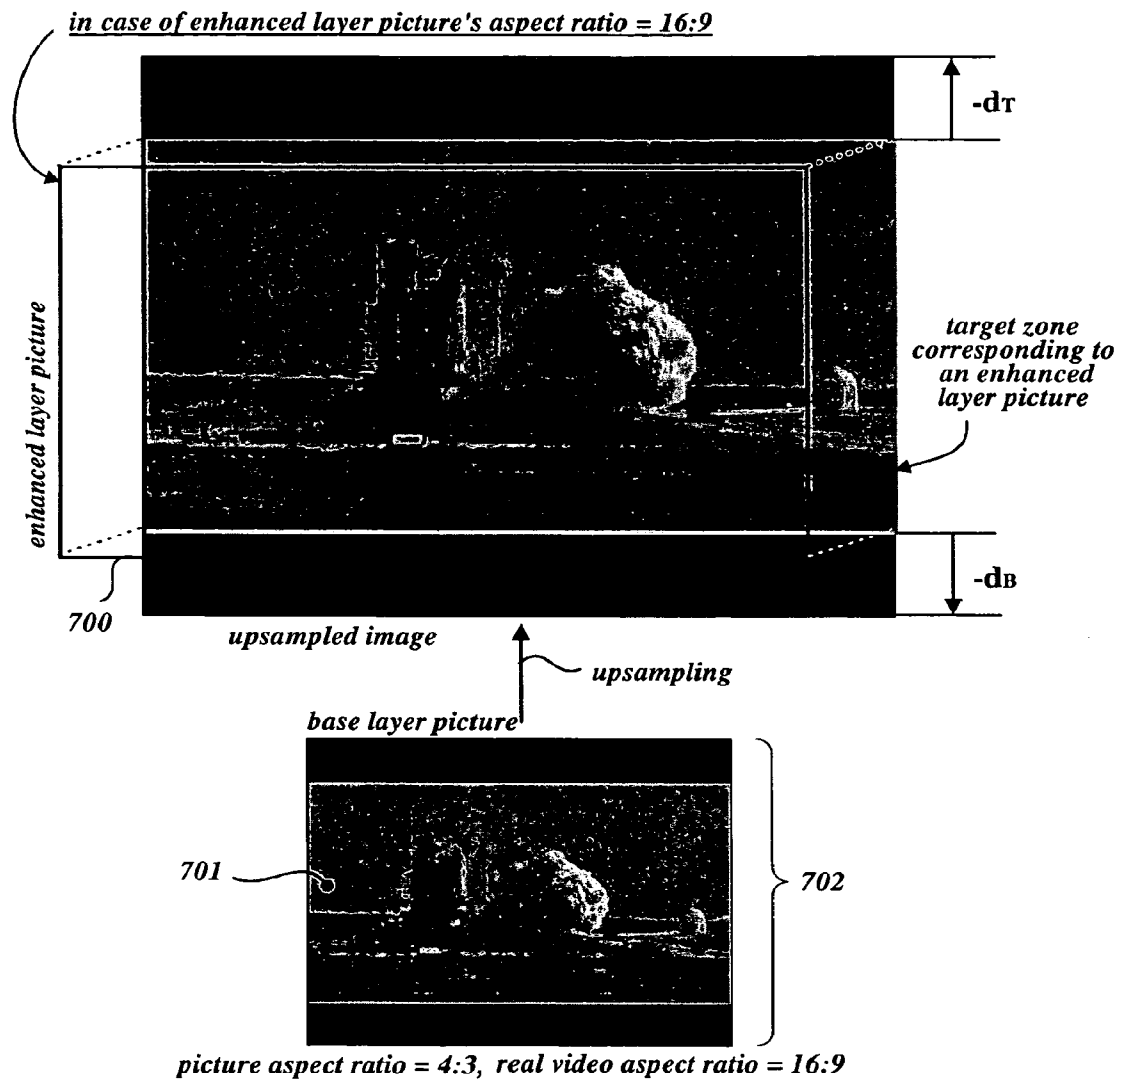 in case of enhanced layer picture's aspect ratio = 16:9
-dT
enhanced layer picture
target zone
corresponding to
an enhanced
layer picture
-dB
700
upsampled image
upsampling
base layer picture
701
702
picture aspect ratio = 4:3, real video aspect ratio = 16:9